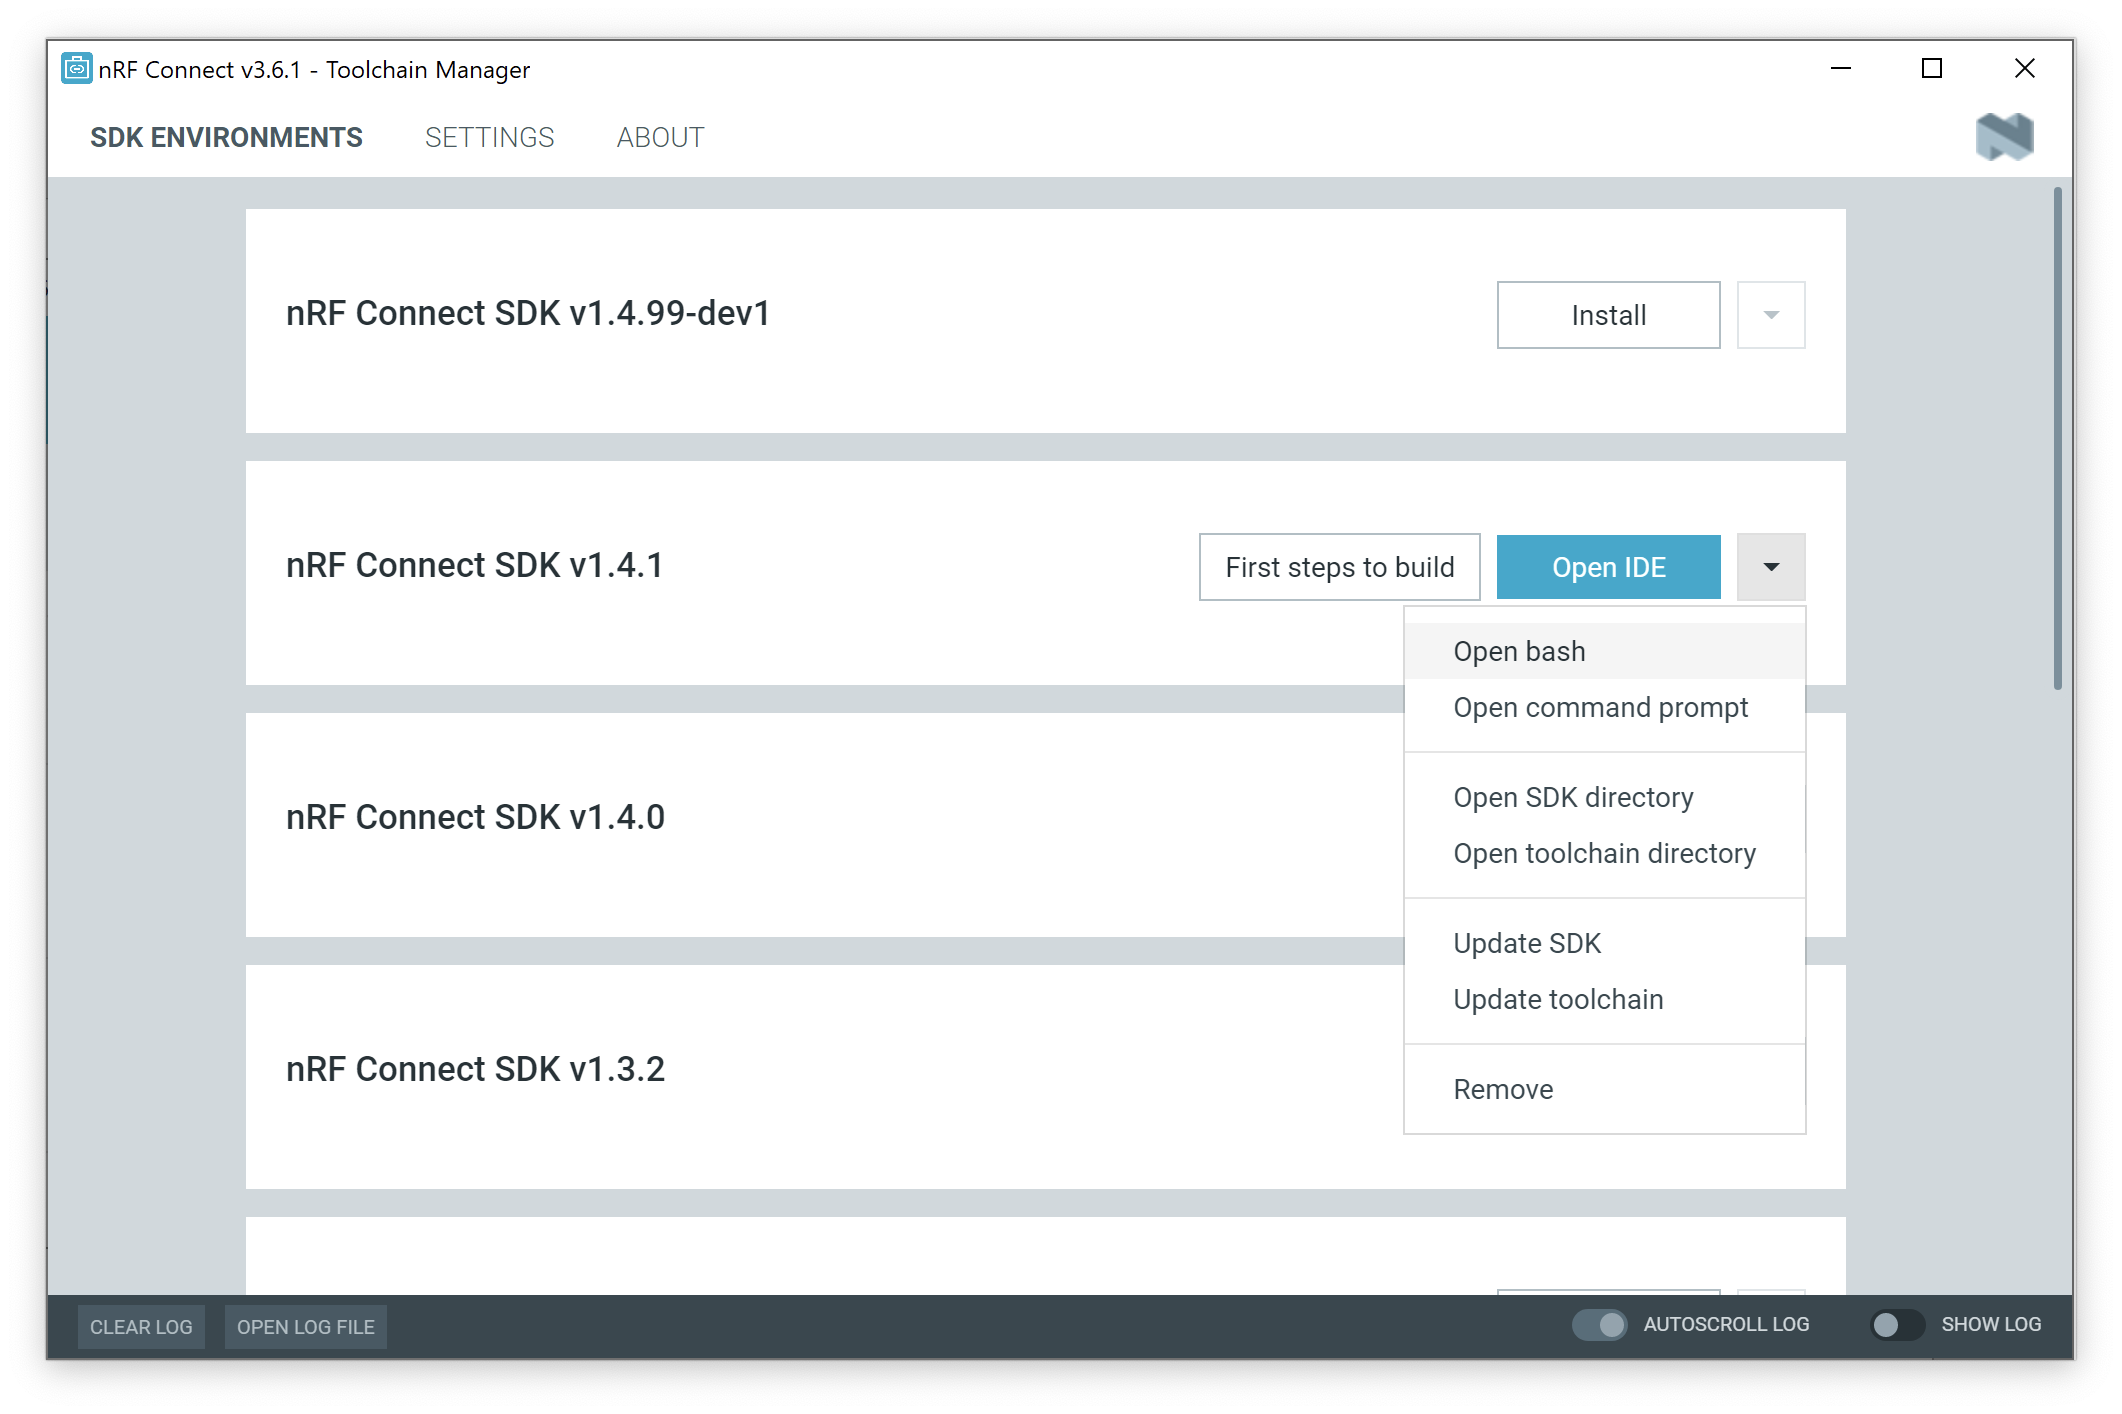 nRF Connect v3.6.1 - Toolchain Manager
SDK ENVIRONMENTS SETTINGS ABOUT
nRF Connect SDK v1.4.99-dev1 Install
nRF Connect SDK v1.4.1 First steps to build Open IDE
Open bash
Open command prompt
Open SDK directory
nRF Connect SDK v1.4.0
Open toolchain directory
Update SDK
Update toolchain
nRF Connect SDK v1.3.2
Remove
CLEAR LOG OPEN LOG FILE AUTOSCROLL LOG SHOW LOG